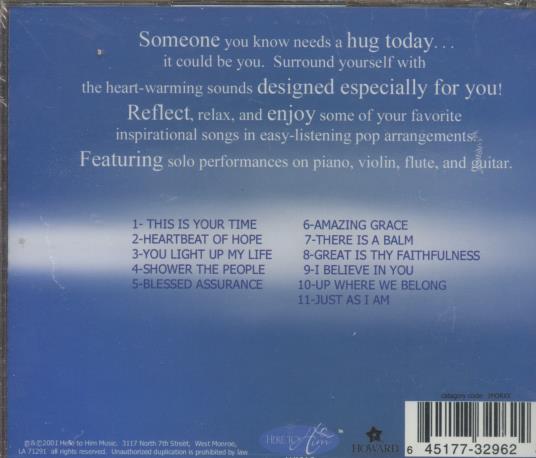 Someone you know needs a hug today...
it could be you. Surround yourself with
the heart-warming sounds designed especially for you!
Reflect, relax, and enjoy some of your favorite
inspirational songs in easy-listening pop arrangements.
Featuring solo performances on piano, violin, flute, and guitar.
1- THIS IS YOUR TIME
2-HEARTBEAT OF HOPE
3-YOU LIGHT UP MY LIFE
4-SHOWER THE PEOPLE
5-BLESSED ASSURANCE
6-AMAZING GRACE
7-THERE IS A BALM
8-GREAT IS THY FAITHFULNESS
9-I BELIEVE IN YOU
10-UP WHERE WE BELONG
11-JUST AS I AM
℗&©2001 Here to Him Music. 3117 North 7th Street, West Monroe,
LA 71291 all rights reserved. Unauthorized duplication is prohibited by law.
HERE TO Him
HOWARD
category code:
6 45177-32962